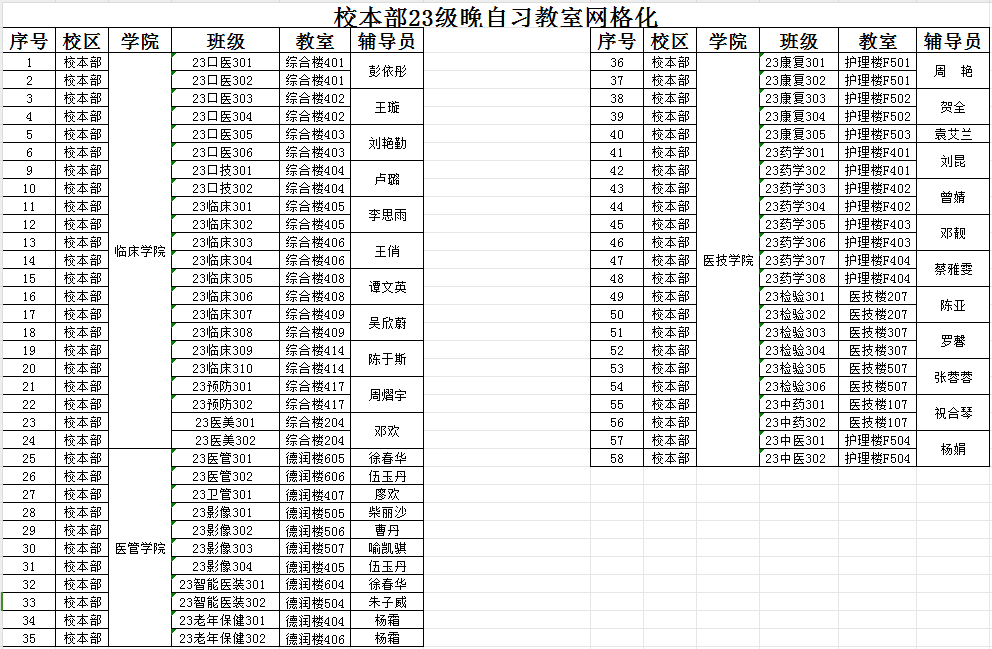 校本部23级晚自习教室网格化
序号 校区 学院 班级 教室 辅导员
1 校本部 临床学院 23口医301 综合楼401 彭依彤
2 校本部 23口医302 综合楼401
3 校本部 23口医303 综合楼402 王璇
4 校本部 23口医304 综合楼402
5 校本部 23口医305 综合楼403 刘艳勤
6 校本部 23口医306 综合楼403
9 校本部 23口技301 综合楼404 卢璐
10 校本部 23口技302 综合楼404
11 校本部 23临床301 综合楼405 李思雨
12 校本部 23临床302 综合楼405
13 校本部 23临床303 综合楼406 王俏
14 校本部 23临床304 综合楼406
15 校本部 23临床305 综合楼408 谭文英
16 校本部 23临床306 综合楼408
17 校本部 23临床307 综合楼409 吴欣蔚
18 校本部 23临床308 综合楼409
19 校本部 23临床309 综合楼414 陈于斯
20 校本部 23临床310 综合楼414
21 校本部 23预防301 综合楼417 周熠宇
22 校本部 23预防302 综合楼417
23 校本部 23医美301 综合楼204 邓欢
24 校本部 23医美302 综合楼204
25 校本部 医管学院 23医管301 德润楼605 徐春华
26 校本部 23医管302 德润楼606 伍玉丹
27 校本部 23卫管301 德润楼407 廖欢
28 校本部 23影像301 德润楼505 柴丽沙
29 校本部 23影像302 德润楼506 曹丹
30 校本部 23影像303 德润楼507 喻凯骐
31 校本部 23影像304 德润楼405 伍玉丹
32 校本部 23智能医装301 德润楼604 徐春华
33 校本部 23智能医装302 德润楼504 朱子威
34 校本部 23老年保健301 德润楼404 杨霜
35 校本部 23老年保健302 德润楼406 杨霜
序号 校区 学院 班级 教室 辅导员
36 校本部 医技学院 23康复301 护理楼F501 周 艳
37 校本部 23康复302 护理楼F501
38 校本部 23康复303 护理楼F502 贺全
39 校本部 23康复304 护理楼F502
40 校本部 23康复305 护理楼F503 袁艾兰
41 校本部 23药学301 护理楼F401 刘昆
42 校本部 23药学302 护理楼F401
43 校本部 23药学303 护理楼F402 曾婧
44 校本部 23药学304 护理楼F402
45 校本部 23药学305 护理楼F403 邓靓
46 校本部 23药学306 护理楼F403
47 校本部 23药学307 护理楼F404 蔡雅雯
48 校本部 23药学308 护理楼F404
49 校本部 23检验301 医技楼207 陈亚
50 校本部 23检验302 医技楼207
51 校本部 23检验303 医技楼307 罗馨
52 校本部 23检验304 医技楼307
53 校本部 23检验305 医技楼507 张蓉蓉
54 校本部 23检验306 医技楼507
55 校本部 23中药301 医技楼107 祝合琴
56 校本部 23中药302 医技楼107
57 校本部 23中医301 护理楼F504 杨娟
58 校本部 23中医302 护理楼F504